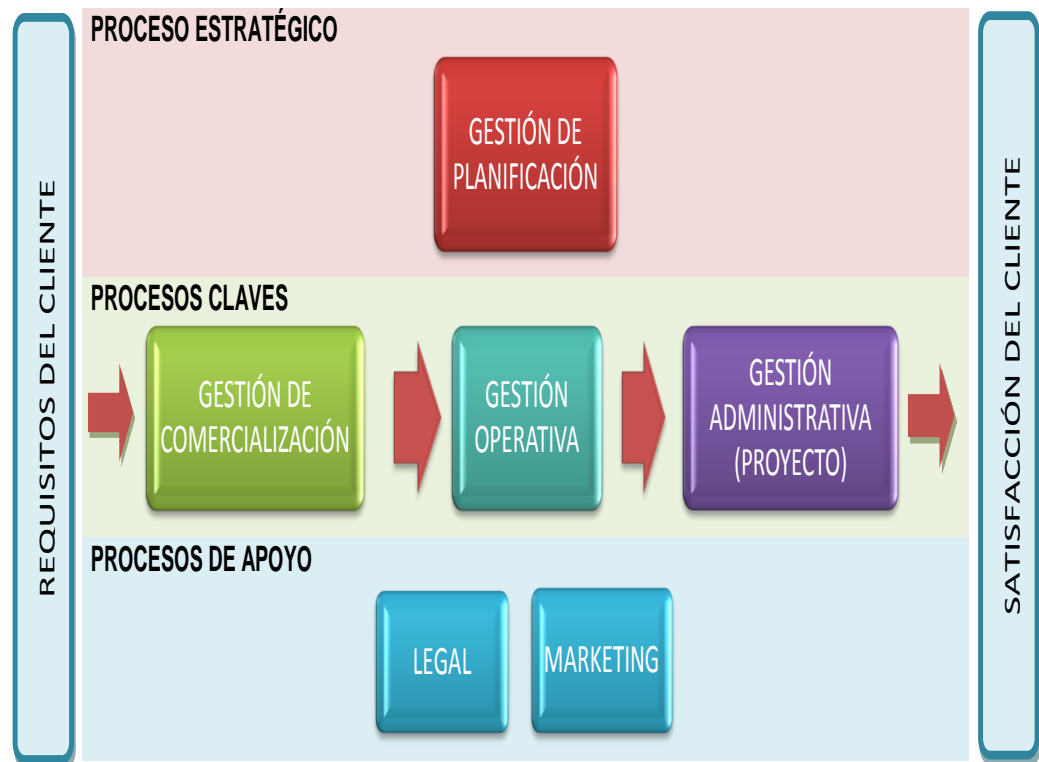 REQUISITOS DEL CLIENTE
PROCESO ESTRATÉGICO
GESTIÓN DE
PLANIFICACIÓN
PROCESOS CLAVES
GESTIÓN DE
COMERCIALIZACIÓN
GESTIÓN
OPERATIVA
GESTIÓN
ADMINISTRATIVA
(PROYECTO)
PROCESOS DE APOYO
LEGAL
MARKETING
SATISFACCIÓN DEL CLIENTE